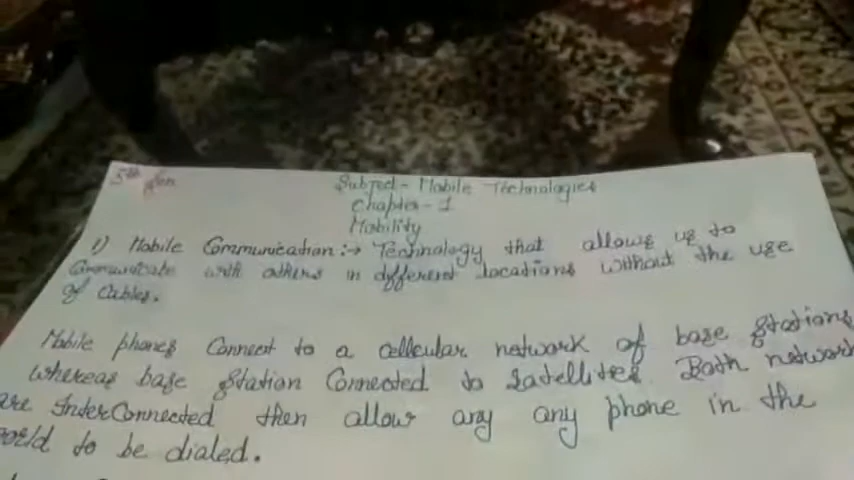 5th Sem
Subject - Mobile Technologies
Chapter - 1
Mobility
1) Mobile Communication :→ Technology that allows us to
Communicate with others in different locations without the use
of Cables.
Mobile phones Connect to a cellcular network of base stations
whereas base station Connected to Satellites. Both network
are InterConnected then allow any any phone in the
world to be dialed.